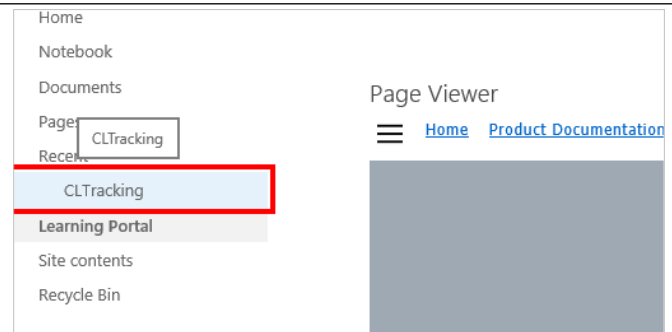 Home
Notebook
Documents
Pages
CLTracking
Recent
CLTracking
Learning Portal
Site contents
Recycle Bin
Page Viewer
Home Product Documentation